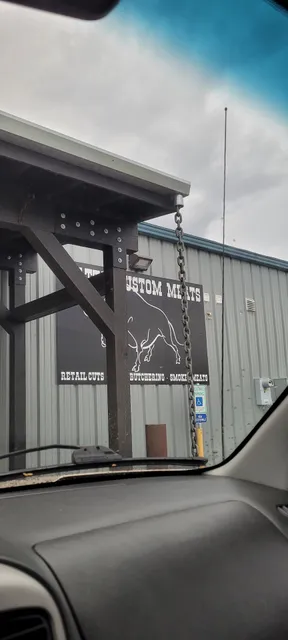 CUSTOM MEATS
RETAIL CUTS BUTCHERING SMOKED MEATS